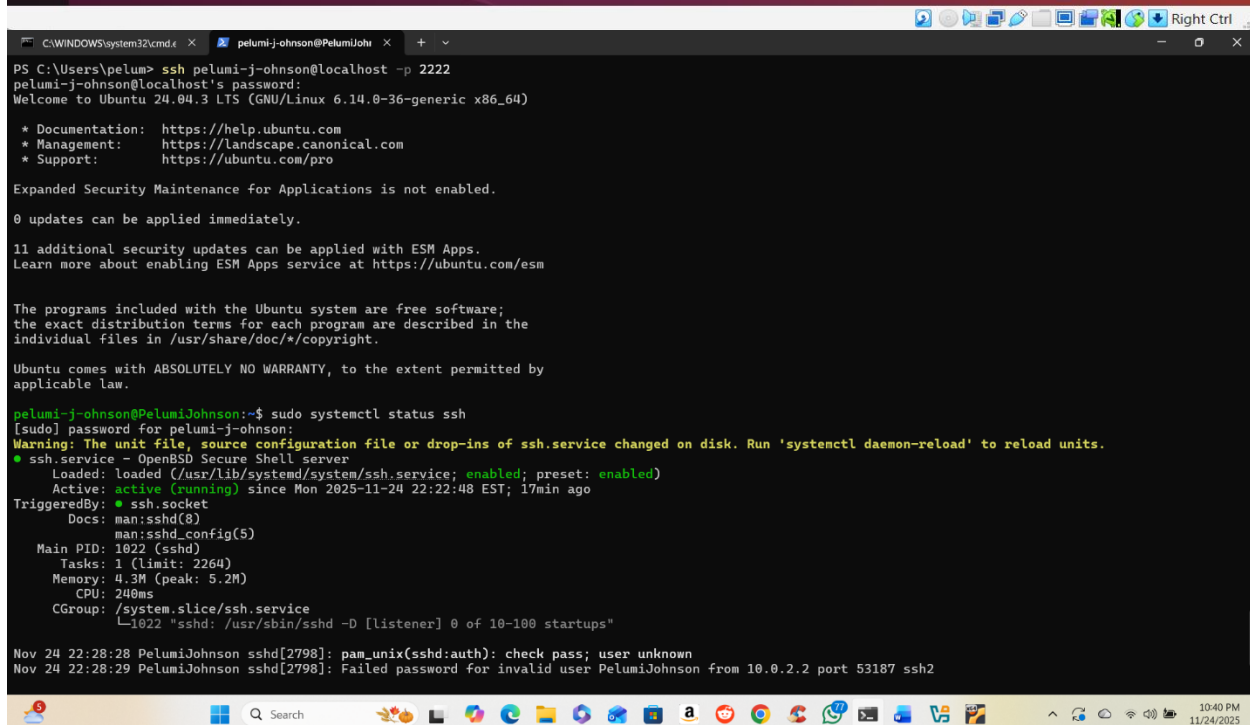 Right Ctrl
C:\WINDOWS\system32\cmd.e
pelumi-j-ohnson@PelumiJohn
PS C:\Users\pelum> ssh pelumi-j-ohnson@localhost -p 2222
pelumi-j-ohnson@localhost's password:
Welcome to Ubuntu 24.04.3 LTS (GNU/Linux 6.14.0-36-generic x86_64)
* Documentation: https://help.ubuntu.com
* Management: https://landscape.canonical.com
* Support: https://ubuntu.com/pro
Expanded Security Maintenance for Applications is not enabled.
0 updates can be applied immediately.
11 additional security updates can be applied with ESM Apps.
Learn more about enabling ESM Apps service at https://ubuntu.com/esm
The programs included with the Ubuntu system are free software;
the exact distribution terms for each program are described in the
individual files in /usr/share/doc/*/copyright.
Ubuntu comes with ABSOLUTELY NO WARRANTY, to the extent permitted by
applicable law.
pelumi-j-ohnson@PelumiJohnson:~$ sudo systemctl status ssh
[sudo] password for pelumi-j-ohnson:
Warning: The unit file, source configuration file or drop-ins of ssh.service changed on disk. Run 'systemctl daemon-reload' to reload units.
● ssh.service - OpenBSD Secure Shell server
Loaded: loaded (/usr/lib/systemd/system/ssh.service; enabled; preset: enabled)
Active: active (running) since Mon 2025-11-24 22:22:48 EST; 17min ago
TriggeredBy: ● ssh.socket
Docs: man:sshd(8)
man:sshd_config(5)
Main PID: 1022 (sshd)
Tasks: 1 (limit: 2264)
Memory: 4.3M (peak: 5.2M)
CPU: 240ms
CGroup: /system.slice/ssh.service
└─1022 "sshd: /usr/sbin/sshd -D [listener] 0 of 10-100 startups"
Nov 24 22:28:28 PelumiJohnson sshd[2798]: pam_unix(sshd:auth): check pass; user unknown
Nov 24 22:28:29 PelumiJohnson sshd[2798]: Failed password for invalid user PelumiJohnson from 10.0.2.2 port 53187 ssh2
5
Search
77
10:40 PM
11/24/2025